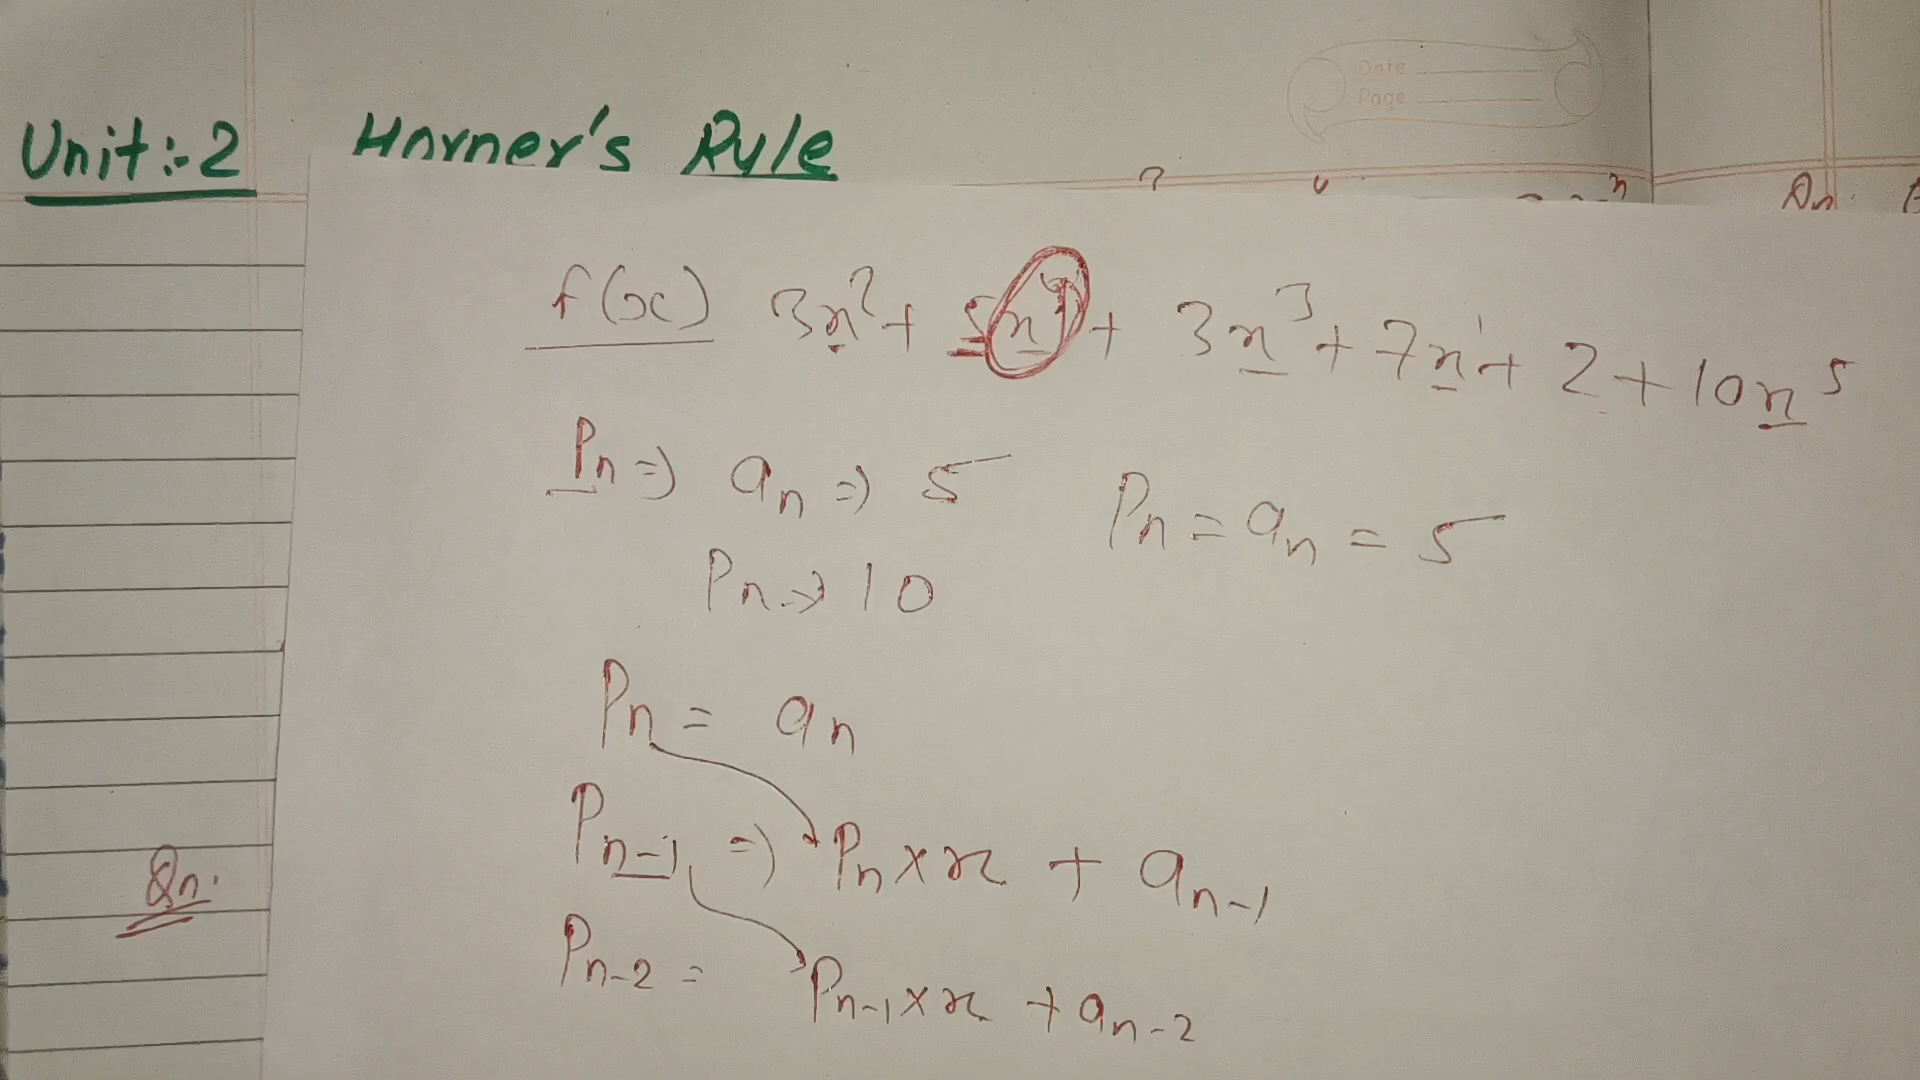 Date
Page
Unit:-2 Horner's Rule
f(x) 3x² + 5x⁴ + 3x³ + 7x¹ + 2 + 10x⁵
Pn => an => 5 Pn = an = 5
Pn → 10
Pn = an
Pn-1 => Pn × x + an-1
Qn.
Pn-2 = Pn-1 × x + an-2